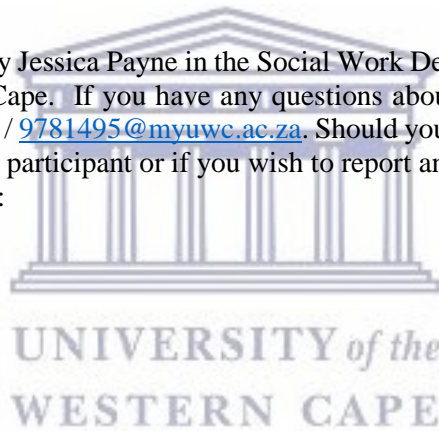 y Jessica Payne in the Social Work De
Cape. If you have any questions abou
/ 9781495@myuwc.ac.za. Should you
participant or if you wish to report an
:
UNIVERSITY of the
WESTERN CAPE